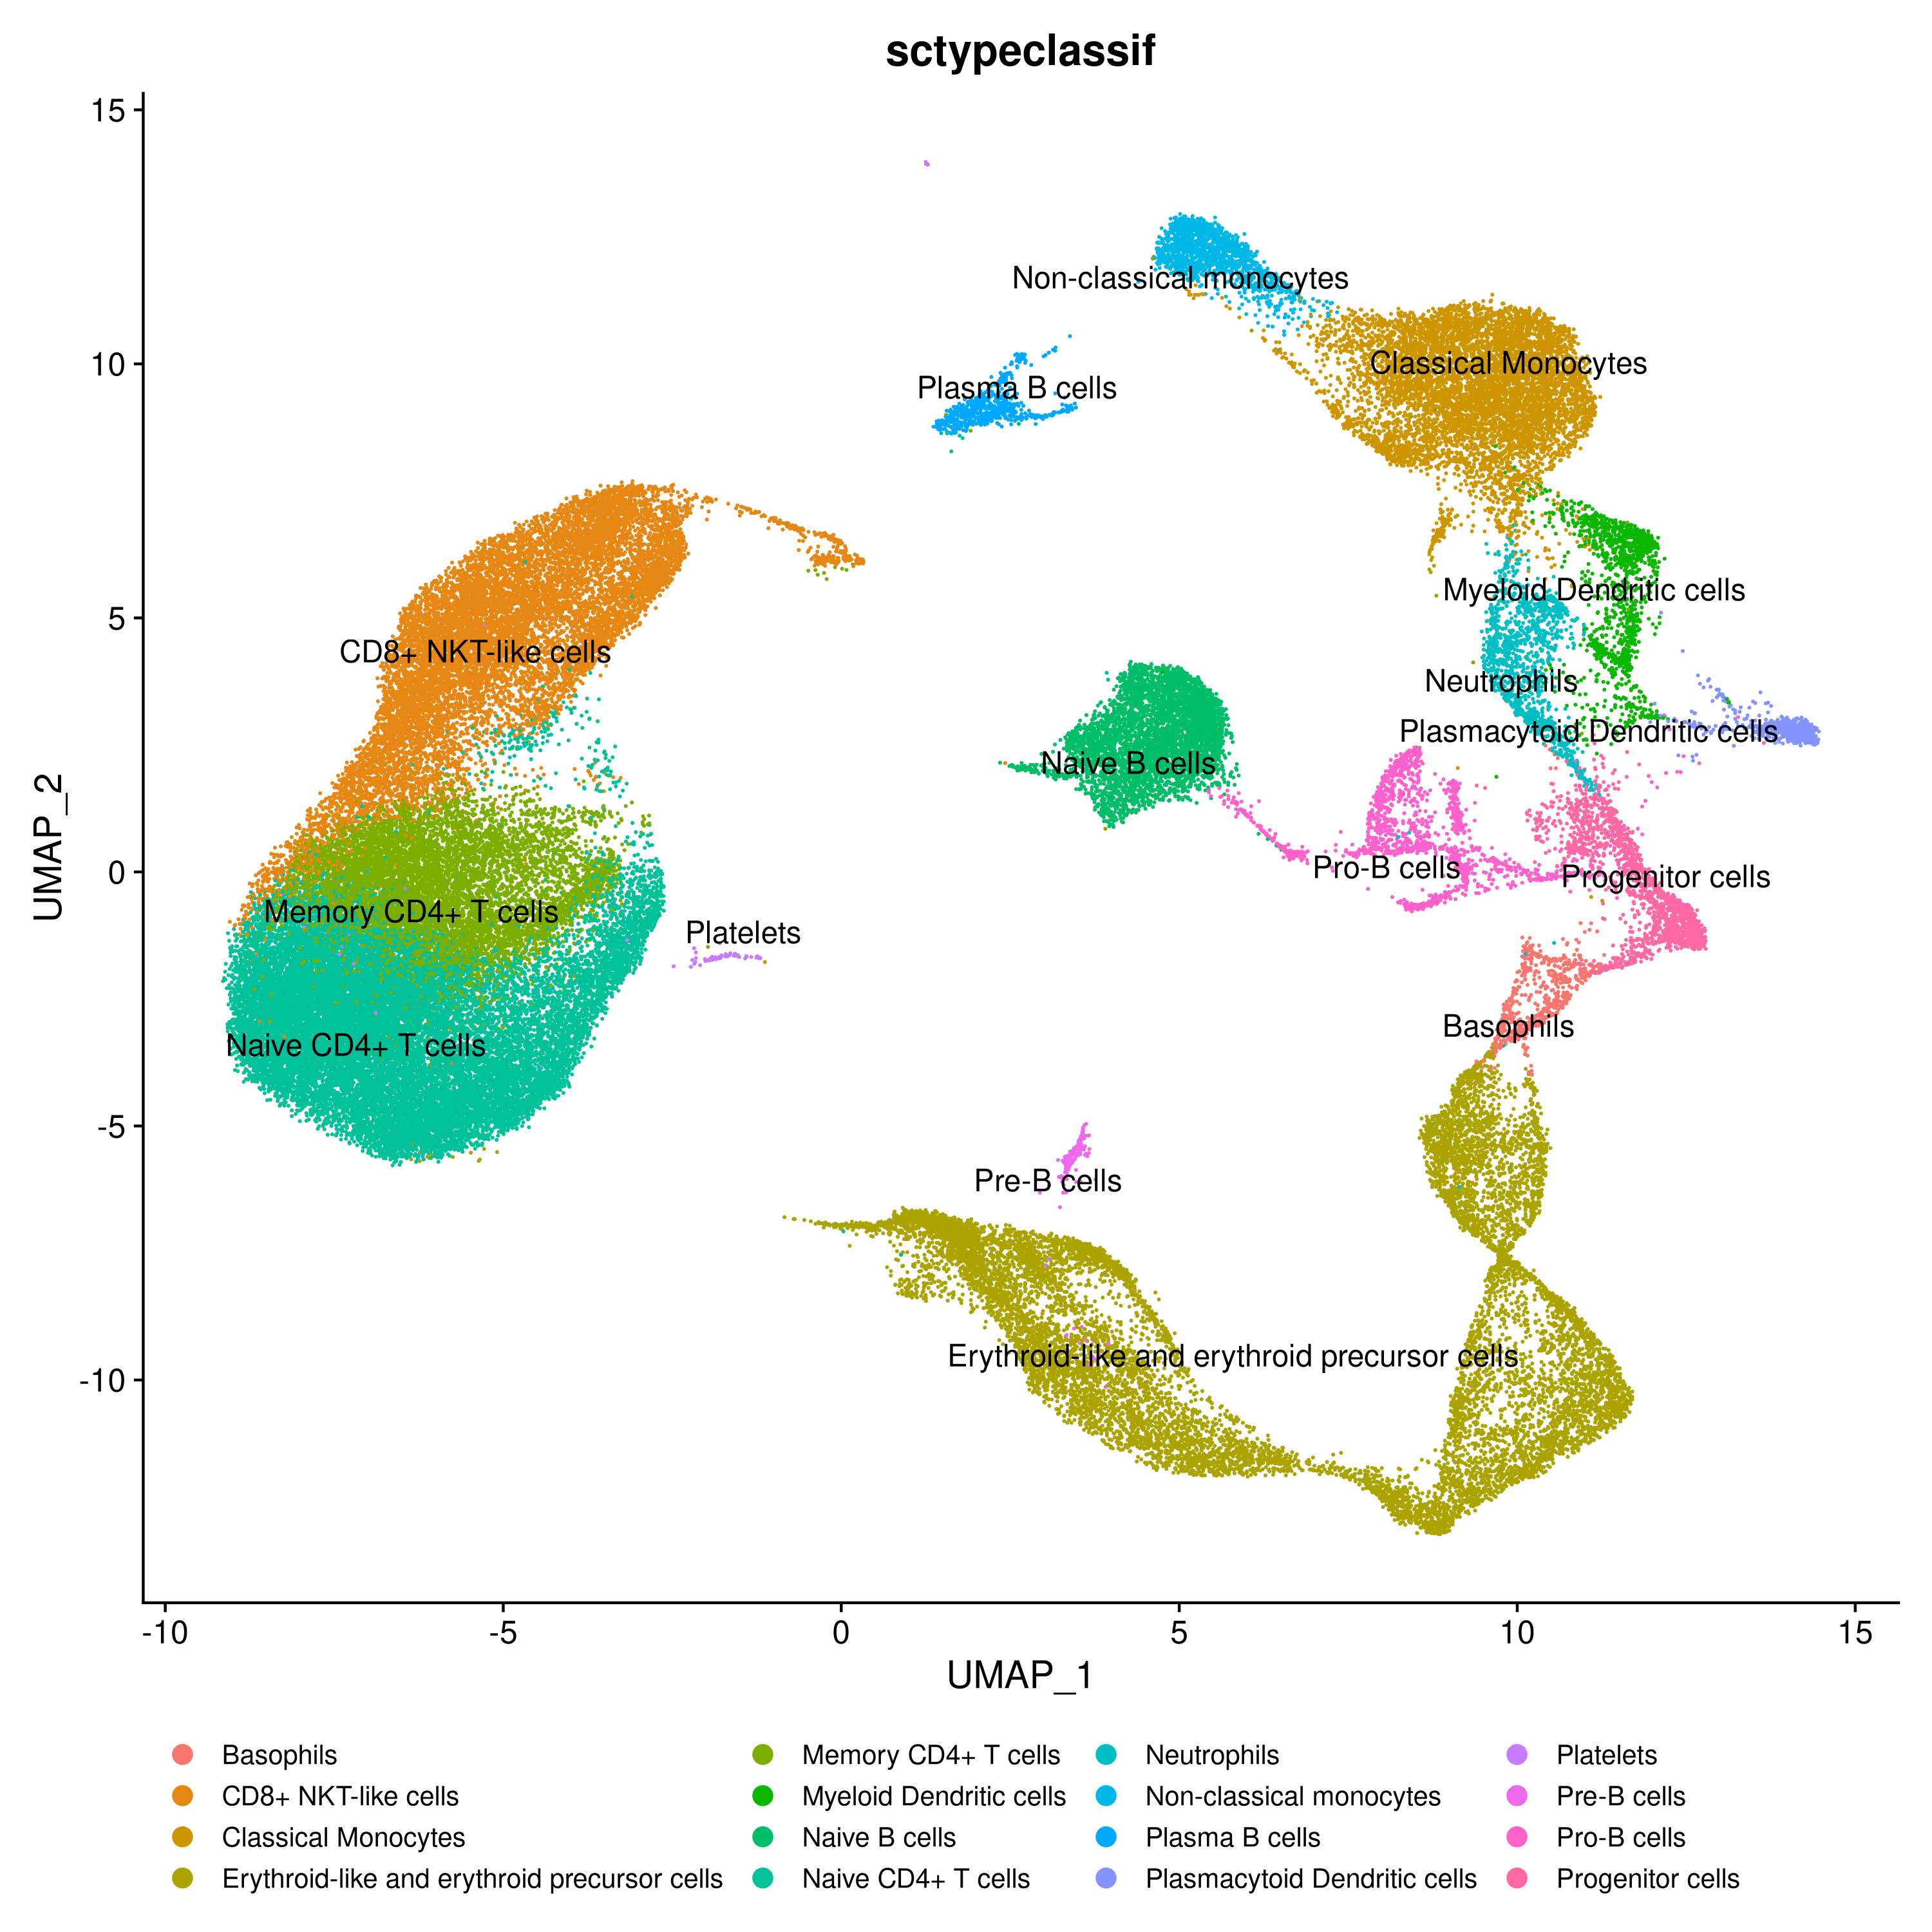 sctypeclassif
15
Non-classical monocytes
Classical Monocytes
10
Plasma B cells
5
Myeloid Dendritic cells
CD8+ NKT-like cells
Neutrophils
Plasmacytoid Dendritic cells
Naive B cells
UMAP_2
0
Pro-B cells
Progenitor cells
Memory CD4+ T cells
Platelets
Basophils
Naive CD4+ T cells
-5
Pre-B cells
Erythroid-like and erythroid precursor cells
-10
-10 -5 0 5 10 15
UMAP_1
Basophils Memory CD4+ T cells Neutrophils Platelets
CD8+ NKT-like cells Myeloid Dendritic cells Non-classical monocytes Pre-B cells
Classical Monocytes Naive B cells Plasma B cells Pro-B cells
Erythroid-like and erythroid precursor cells Naive CD4+ T cells Plasmacytoid Dendritic cells Progenitor cells